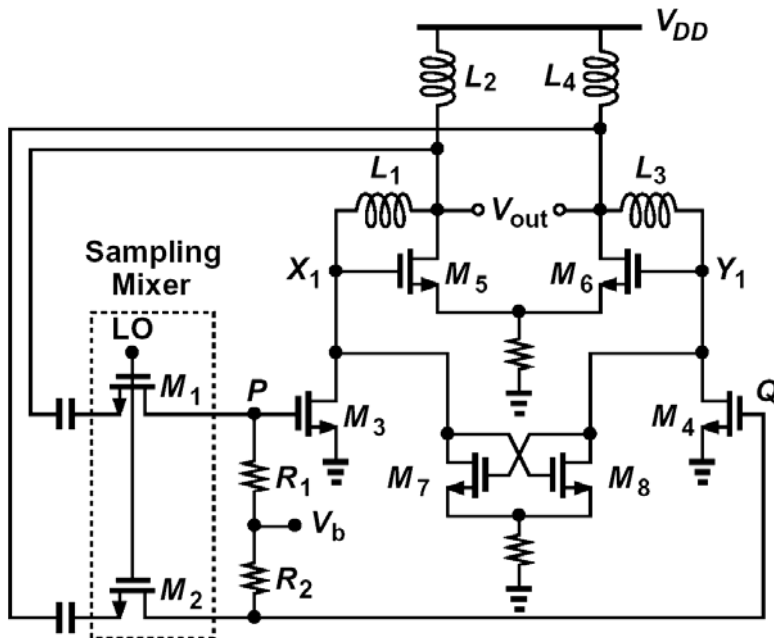 V_DD
L_2
L_4
L_1
L_3
V_out
Sampling
Mixer
X_1
M_5
M_6
Y_1
LO
M_1
P
M_3
M_4
Q
R_1
M_7
M_8
V_b
M_2
R_2